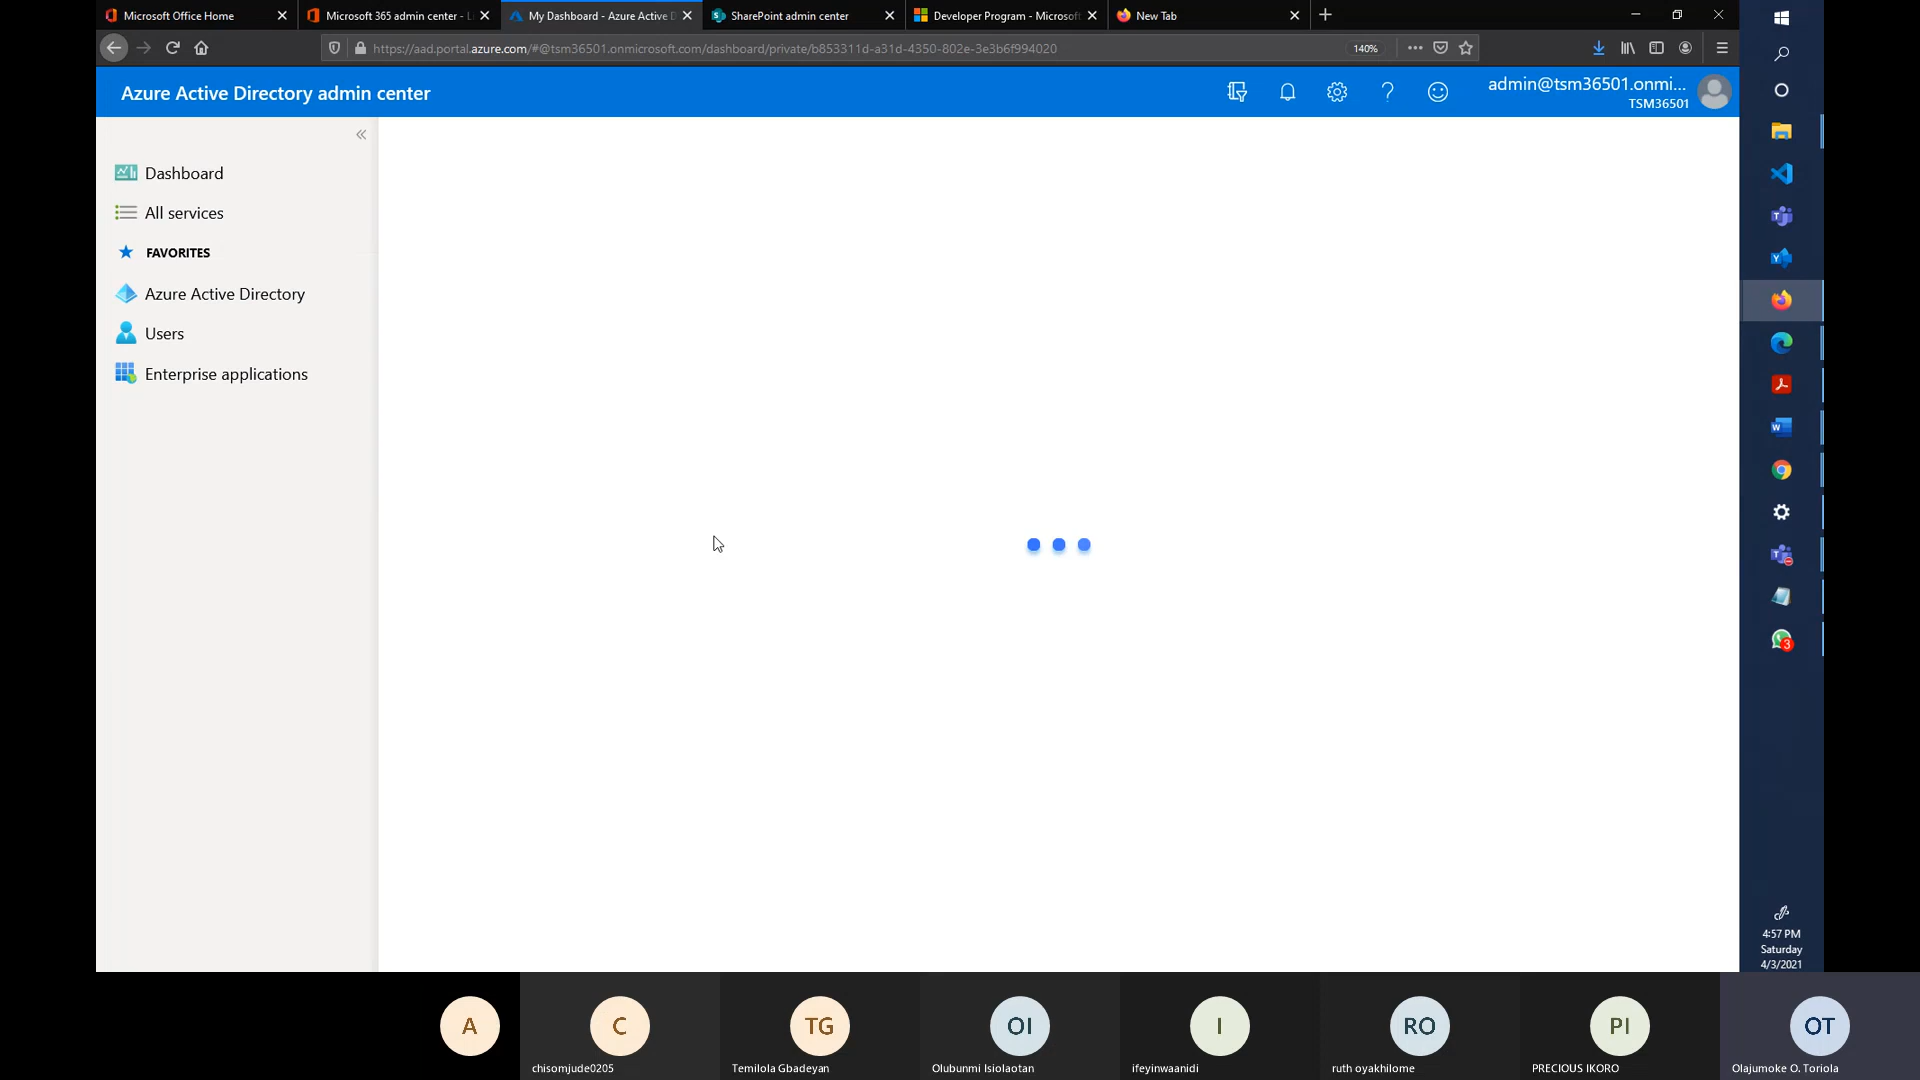 Microsoft Office Home
Microsoft 365 admin center - L
My Dashboard - Azure Active D
SharePoint admin center
Developer Program - Microsoft
New Tab
https://aad.portal.azure.com/#@tsm36501.onmicrosoft.com/dashboard/private/b853311d-a31d-4350-802e-3e3b6f994020
140%
Azure Active Directory admin center
admin@tsm36501.onmi...
TSM36501
Dashboard
All services
FAVORITES
Azure Active Directory
Users
Enterprise applications
3
4:57 PM
Saturday
4/3/2021
A
C
TG
OI
I
RO
PI
OT
chisomjude0205
Temilola Gbadeyan
Olubunmi Isiolaotan
ifeyinwaanidi
ruth oyakhilome
PRECIOUS IKORO
Olajumoke O. Toriola